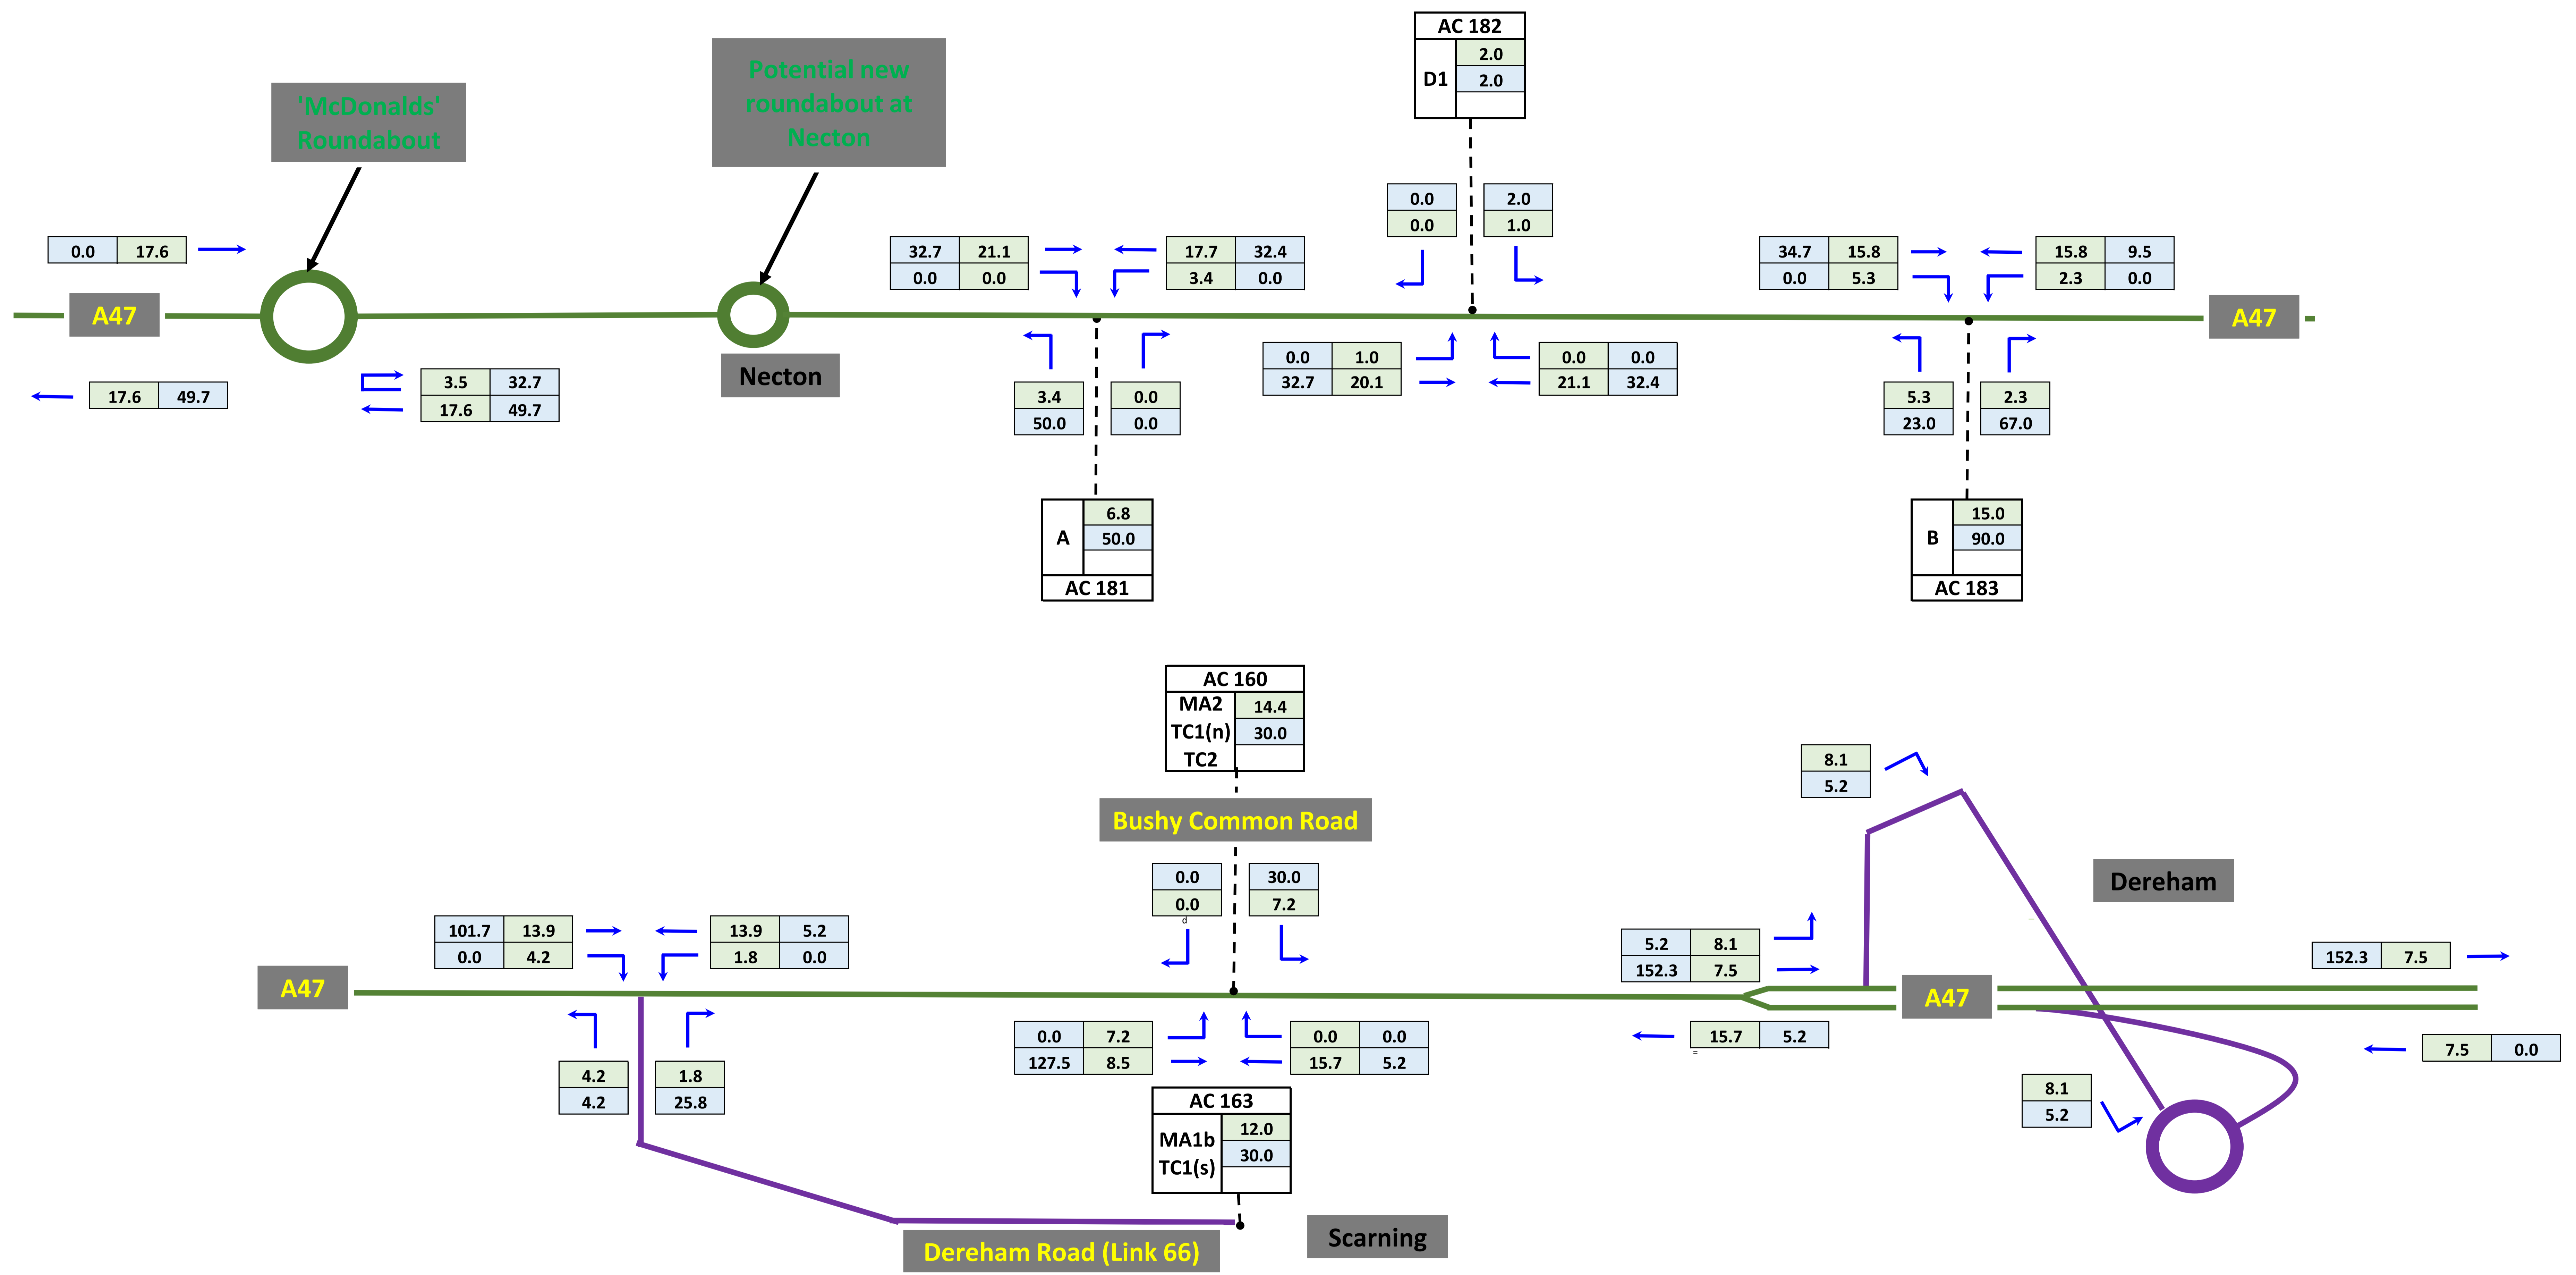 AC 182
D1
2.0
2.0
'McDonalds'
Roundabout
Potential new
roundabout at
Necton
0.0 2.0
0.0 1.0
0.0 17.6
32.7 21.1
0.0 0.0
17.7 32.4
3.4 0.0
34.7 15.8
0.0 5.3
15.8 9.5
2.3 0.0
A47
A47
17.6 49.7
3.5 32.7
17.6 49.7
Necton
3.4 0.0
50.0 0.0
0.0 1.0
32.7 20.1
0.0 0.0
21.1 32.4
5.3 2.3
23.0 67.0
A
6.8
50.0
AC 181
B
15.0
90.0
AC 183
AC 160
MA2
TC1(n)
TC2
14.4
30.0
Bushy Common Road
8.1
5.2
Dereham
0.0 30.0
0.0 7.2
d
101.7 13.9
0.0 4.2
13.9 5.2
1.8 0.0
5.2 8.1
152.3 7.5
152.3 7.5
A47
A47
4.2 1.8
4.2 25.8
0.0 7.2
127.5 8.5
0.0 0.0
15.7 5.2
15.7 5.2
=
7.5 0.0
8.1
5.2
AC 163
MA1b
TC1(s)
12.0
30.0
Dereham Road (Link 66)
Scarning